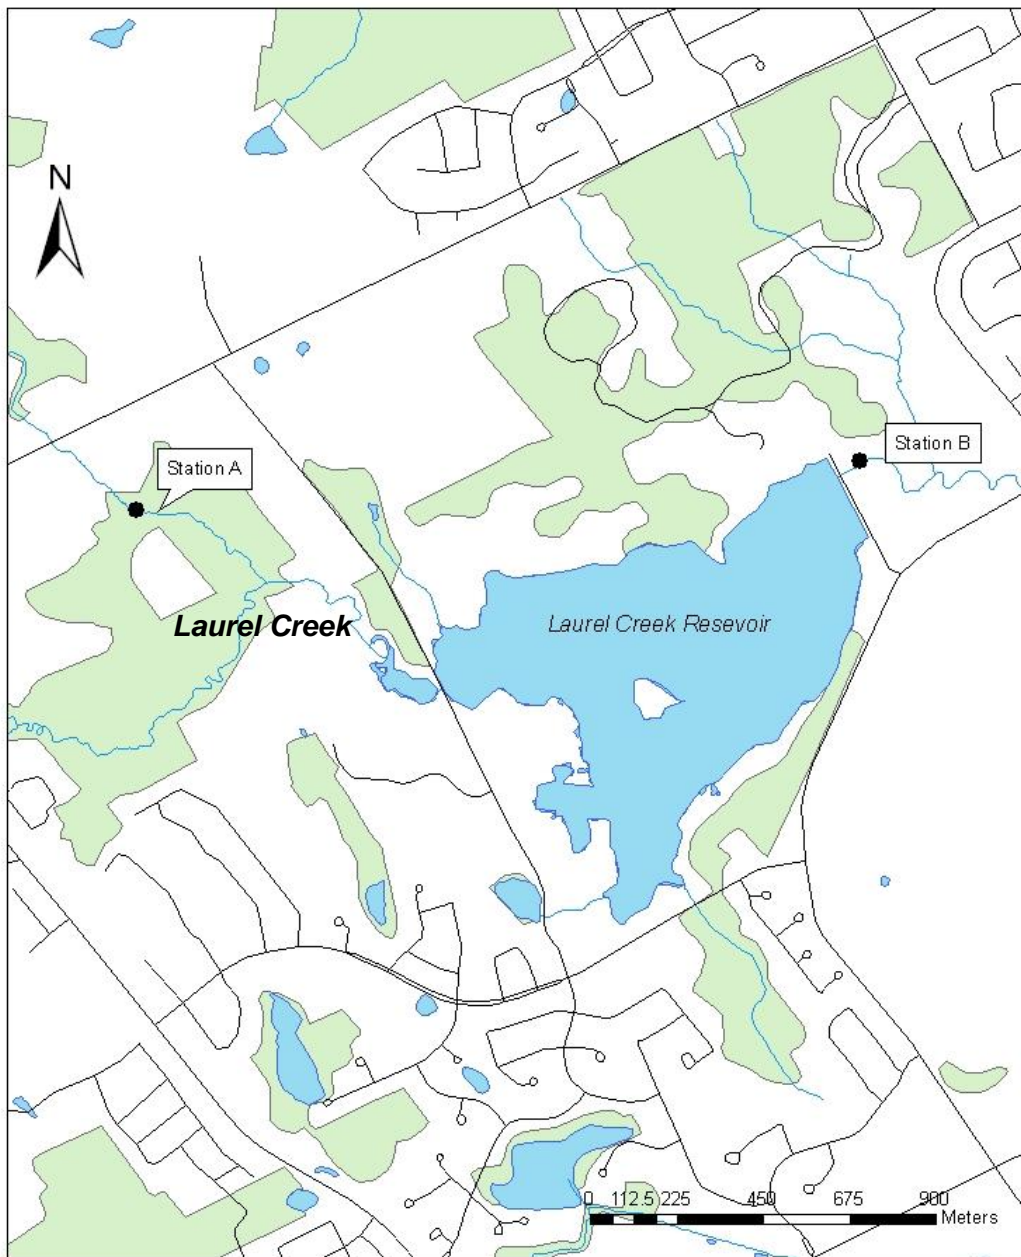 N
Station B
Station A
Laurel Creek
Laurel Creek Resevoir
0 112.5 225 450 675 900
Meters